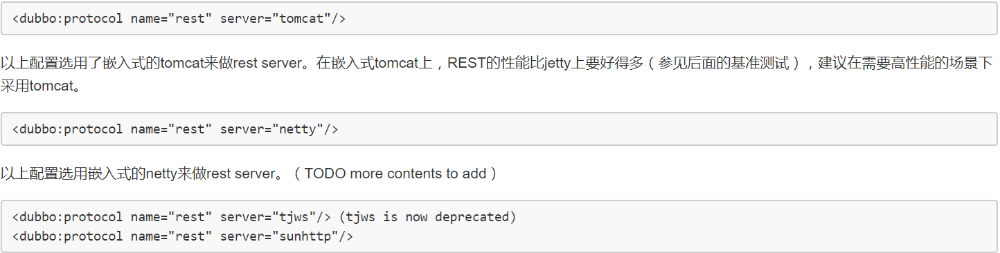 <dubbo:protocol name="rest" server="tomcat"/>
以上配置选用了嵌入式的tomcat来做rest server。在嵌入式tomcat上，REST的性能比jetty上要好得多（参见后面的基准测试），建议在需要高性能的场景下
采用tomcat。
<dubbo:protocol name="rest" server="netty"/>
以上配置选用嵌入式的netty来做rest server。（TODO more contents to add）
<dubbo:protocol name="rest" server="tjws"/> (tjws is now deprecated)
<dubbo:protocol name="rest" server="sunhttp"/>